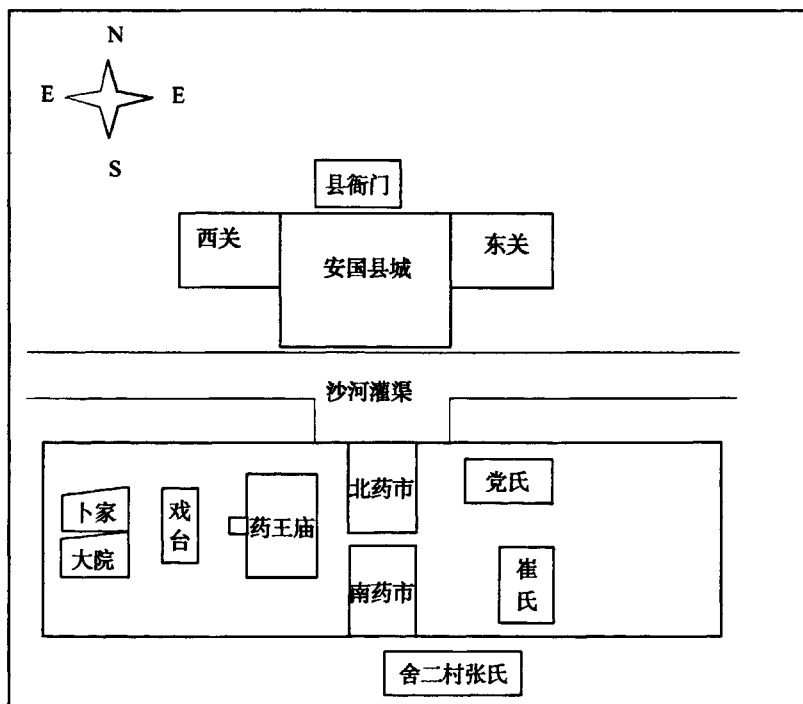 N
E E
S
县衙门
西关
安国县城
东关
沙河灌渠
北药市
党氏
卜家
戏台
药王庙
大院
南药市
崔氏
舍二村张氏